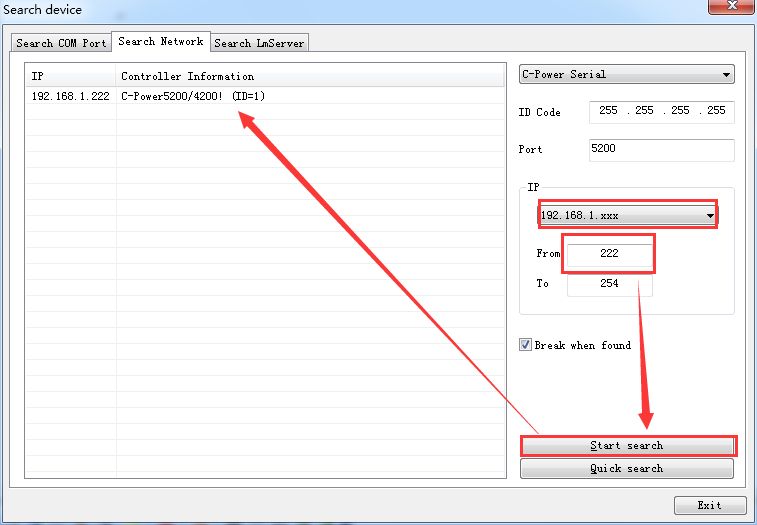 Search device
Search COM Port
Search Network
Search LmServer
IP
Controller Information
192.168.1.222
C-Power5200/4200! (ID=1)
C-Power Serial
ID Code
255 . 255 . 255 . 255
Port
5200
IP
192.168.1.xxx
From
222
To
254
Break when found
Start search
Quick search
Exit